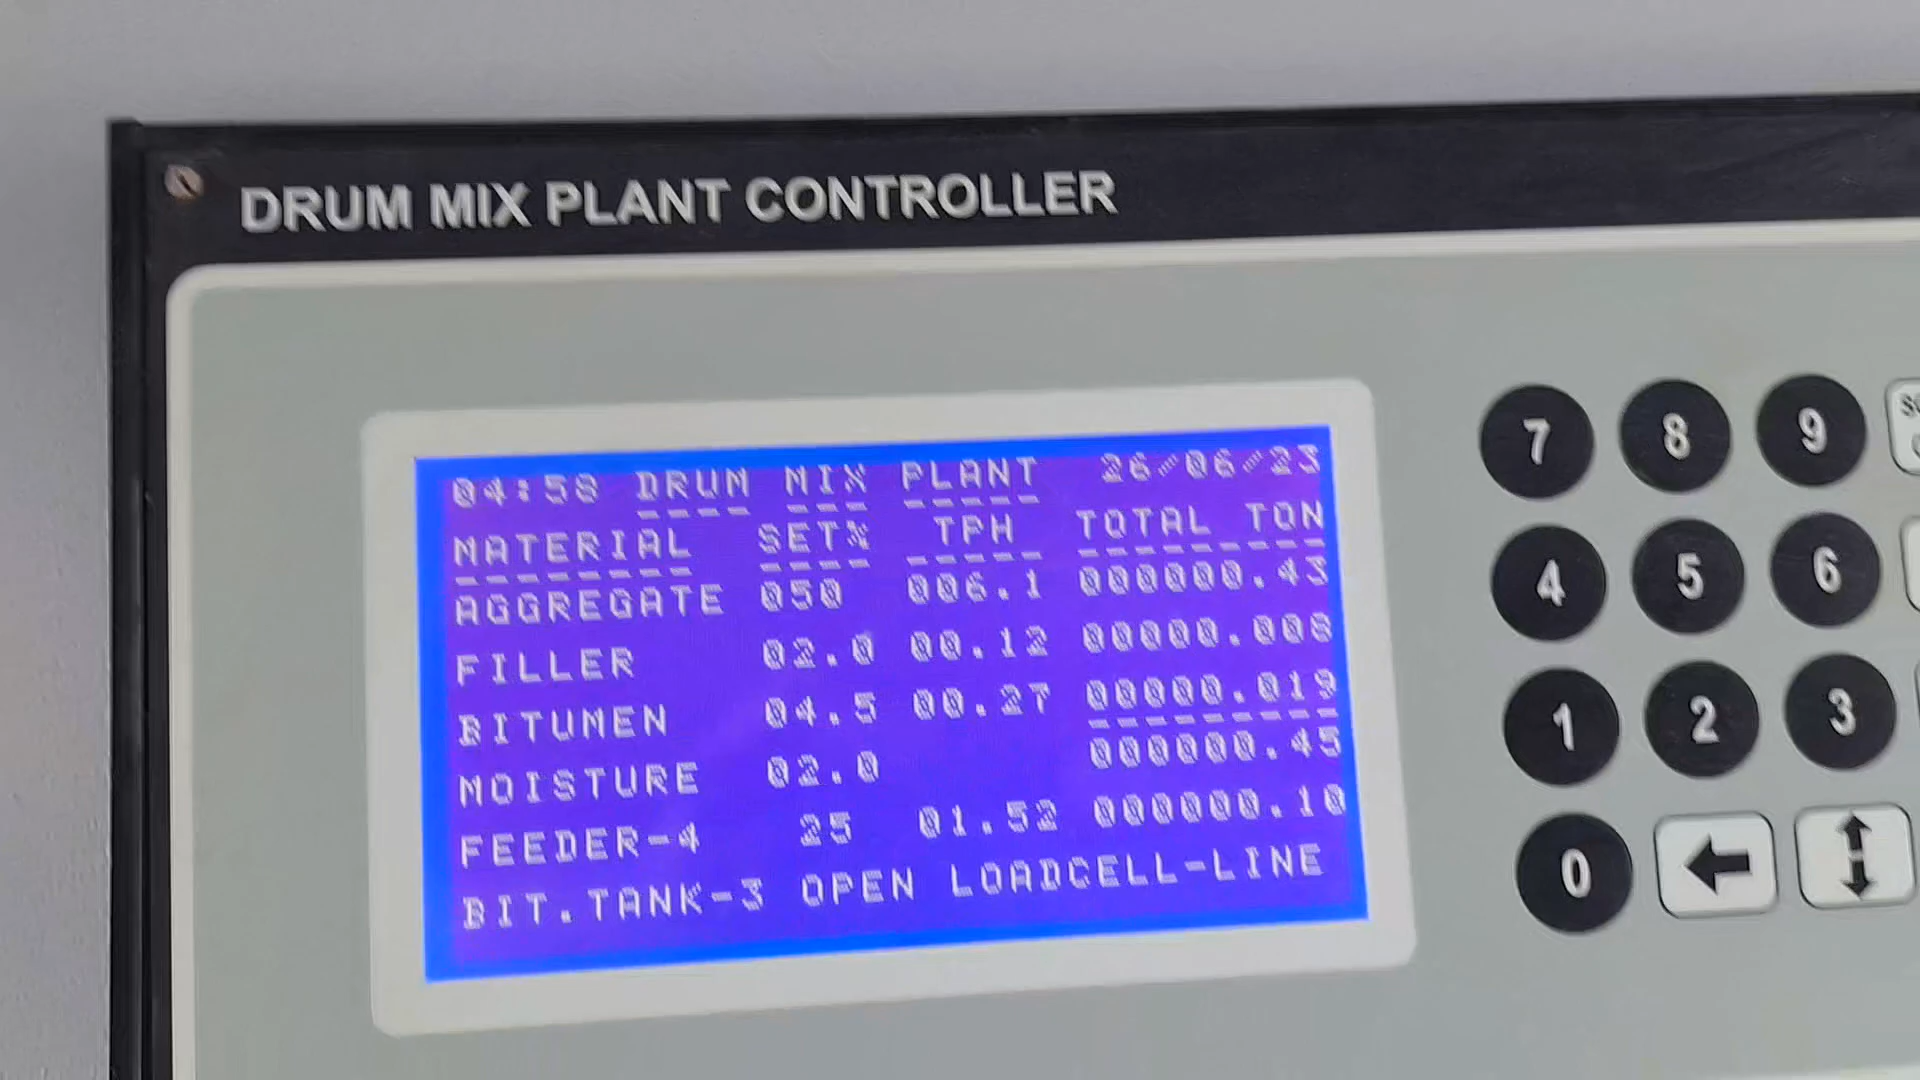 DRUM MIX PLANT CONTROLLER
04:58 DRUM MIX PLANT 26/06/23
MATERIAL SET% TPH TOTAL TON
AGGREGATE 050 006.1 000000.43
FILLER 02.0 00.12 00000.008
BITUMEN 04.5 00.27 00000.019
MOISTURE 02.0 000000.45
FEEDER-4 25 01.52 000000.10
BIT.TANK-3 OPEN LOADCELL-LINE
7 8 9
4 5 6
1 2 3
0